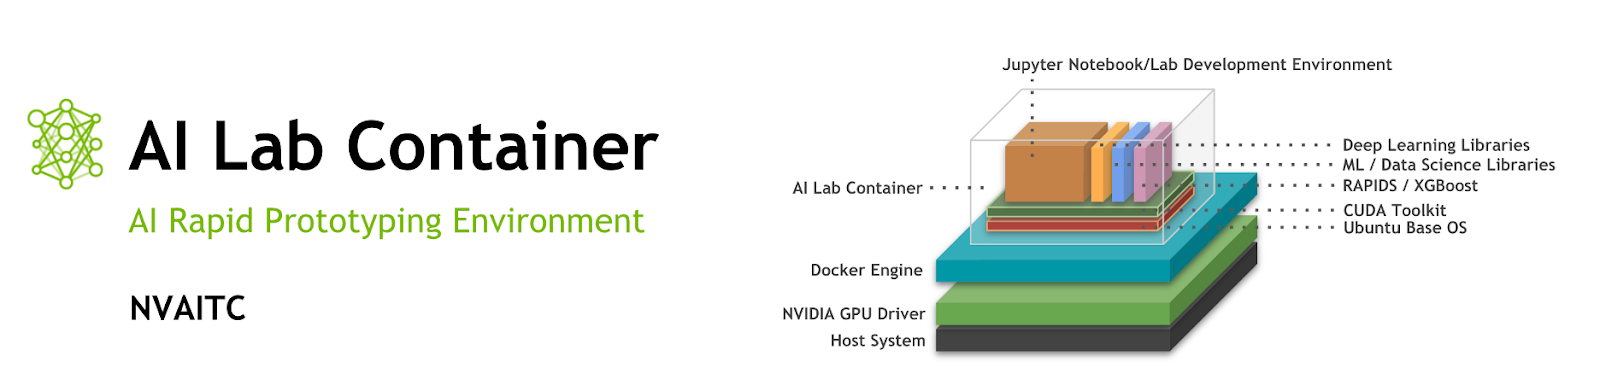 AI Lab Container
AI Rapid Prototyping Environment
NVAITC
Jupyter Notebook/Lab Development Environment
Deep Learning Libraries
ML / Data Science Libraries
AI Lab Container
RAPIDS / XGBoost
CUDA Toolkit
Ubuntu Base OS
Docker Engine
NVIDIA GPU Driver
Host System